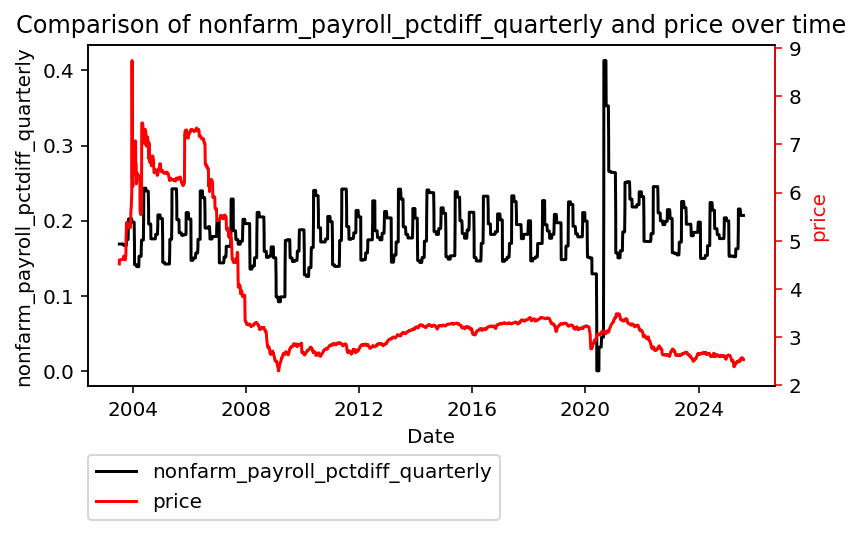 Comparison of nonfarm_payroll_pctdiff_quarterly and price over time
nonfarm_payroll_pctdiff_quarterly
0.4
0.3
0.2
0.1
0.0
9
8
7
6
5
4
3
2
price
2004 2008 2012 2016 2020 2024
Date
nonfarm_payroll_pctdiff_quarterly
price